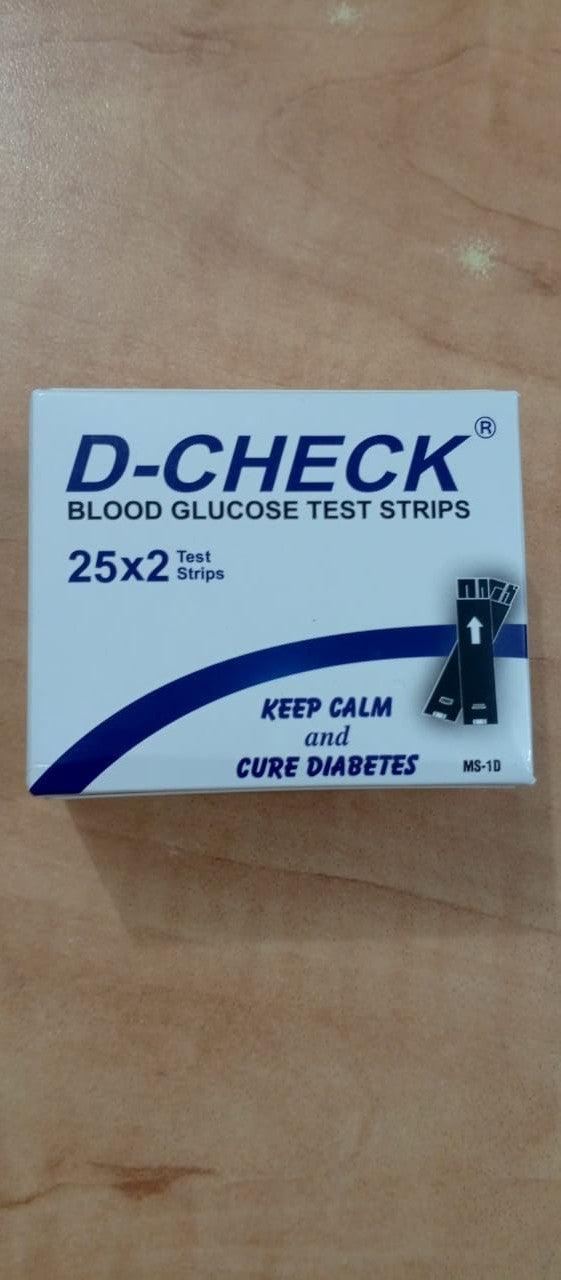 D-CHECK®
BLOOD GLUCOSE TEST STRIPS
25x2 Test
Strips
KEEP CALM
and
CURE DIABETES
MS-1D